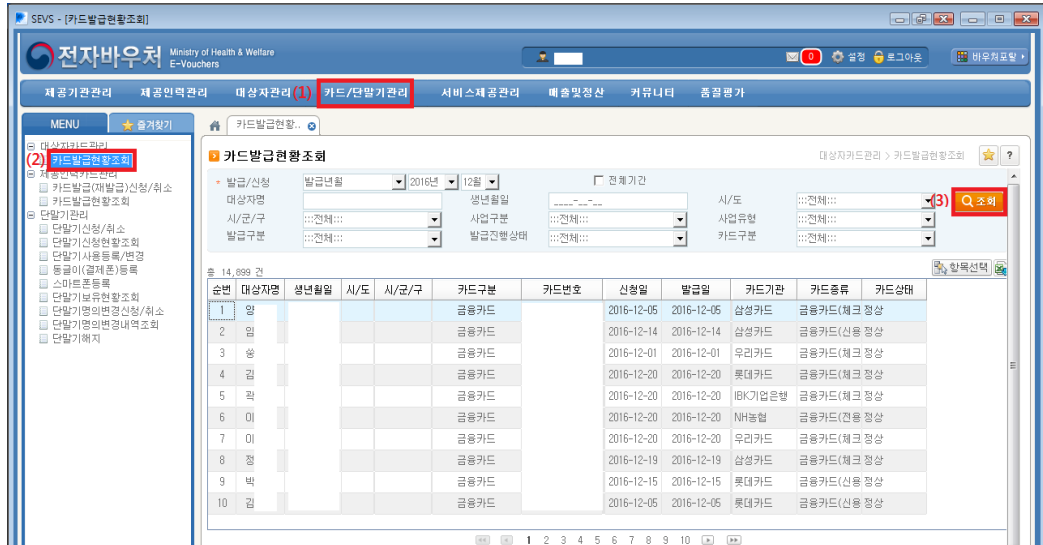 SEVS - [카드발급현황조회]
전자바우처 Ministry of Health & Welfare
E-Vouchers
0 설정 로그아웃 바우처포탈
제공기관관리 제공인력관리 대상자관리 (1) 카드/단말기관리 서비스제공관리 매출및정산 커뮤니티 품질평가
MENU 즐겨찾기
카드발급현황..
대상자카드관리
(2) 카드발급현황조회
제공인력카드관리
카드발급(재발급)신청/취소
카드발급현황조회
단말기관리
단말기신청/취소
단말기신청현황조회
단말기사용등록/변경
동글이(결제폰)등록
스마트폰등록
단말기보유현황조회
단말기명의변경신청/취소
단말기명의변경내역조회
단말기해지
카드발급현황조회 대상자카드관리 > 카드발급현황조회 ?
* 발급/신청 발급년월 2016년 12월 전체기간
대상자명 생년월일 ____-__-__ 시/도 :::전체::: (3) 조회
시/군/구 :::전체::: 사업구분 :::전체::: 사업유형 :::전체:::
발급구분 :::전체::: 발급진행상태 :::전체::: 카드구분 :::전체:::
총 14,899 건 항목선택
순번 대상자명 생년월일 시/도 시/군/구 카드구분 카드번호 신청일 발급일 카드기관 카드종류 카드상태
1 양 금융카드 2016-12-05 2016-12-05 삼성카드 금융카드(체크 정상
2 임 금융카드 2016-12-14 2016-12-14 삼성카드 금융카드(신용 정상
3 금융카드 2016-12-01 2016-12-01 우리카드 금융카드(체크 정상
4 김 금융카드 2016-12-20 2016-12-20 롯데카드 금융카드(체크 정상
5 곽 금융카드 2016-12-20 2016-12-20 IBK기업은행 금융카드(체크 정상
6 이 금융카드 2016-12-20 2016-12-20 NH농협 금융카드(전용 정상
7 이 금융카드 2016-12-20 2016-12-20 우리카드 금융카드(체크 정상
8 정 금융카드 2016-12-19 2016-12-19 삼성카드 금융카드(체크 정상
9 박 금융카드 2016-12-15 2016-12-15 롯데카드 금융카드(신용 정상
10 김 금융카드 2016-12-05 2016-12-05 롯데카드 금융카드(신용 정상
1 2 3 4 5 6 7 8 9 10